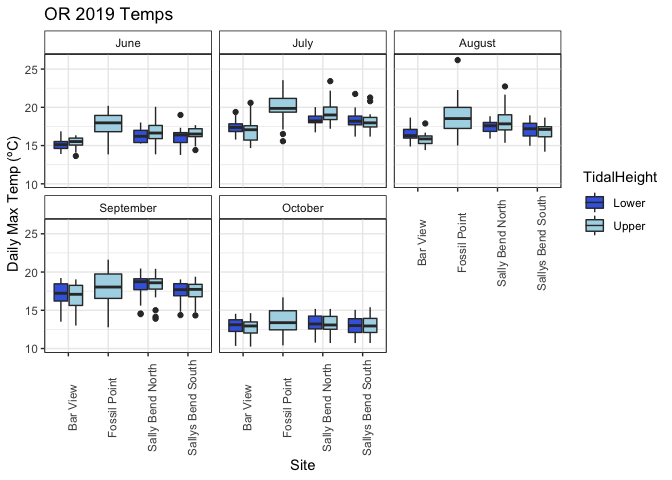 OR 2019 Temps
June
July
August
25
20
15
10
September
October
25
20
15
10
Daily Max Temp (°C)
Bar View
Fossil Point
Sally Bend North
Sallys Bend South
Bar View
Fossil Point
Sally Bend North
Sallys Bend South
Bar View
Fossil Point
Sally Bend North
Sallys Bend South
Site
TidalHeight
Lower
Upper